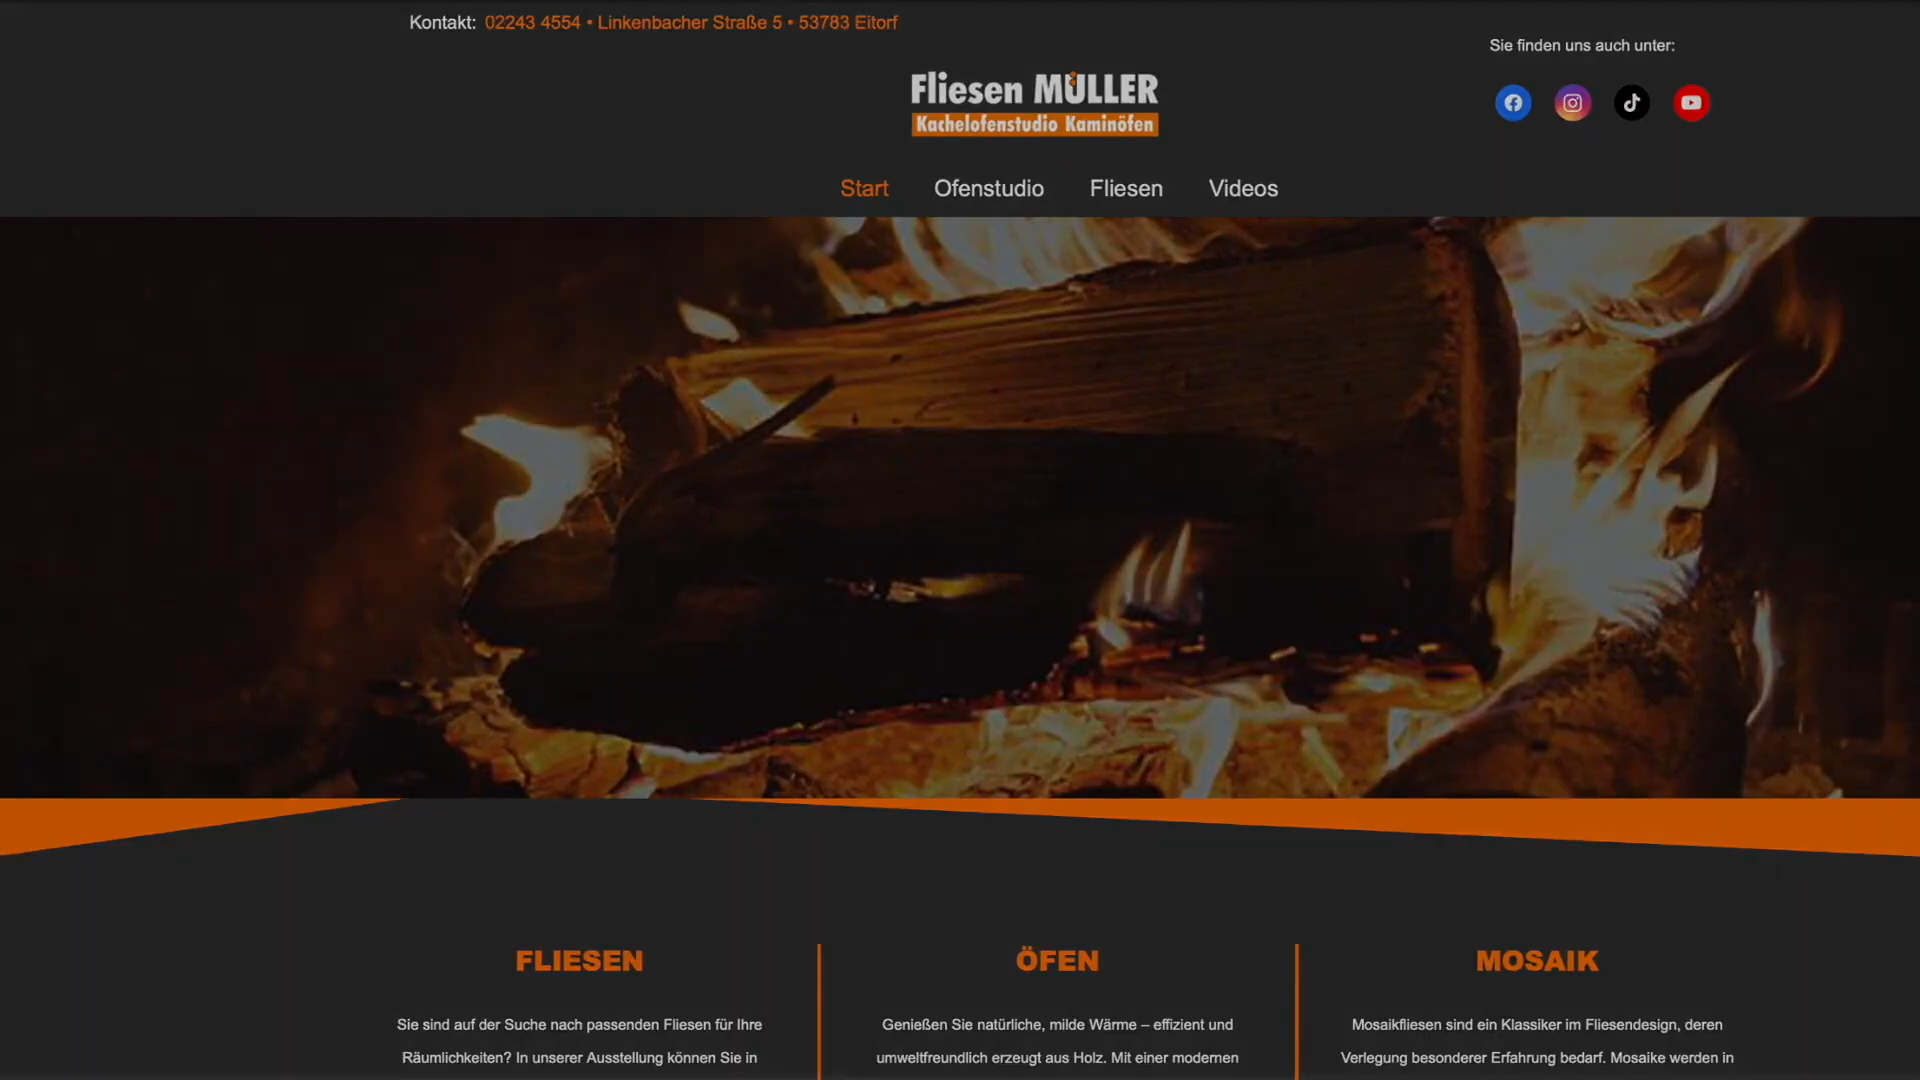 Kontakt: 02243 4554 • Linkenbacher Straße 5 • 53783 Eitorf
Sie finden uns auch unter:
Fliesen MÜLLER
Kachelofenstudio Kaminöfen
Start Ofenstudio Fliesen Videos
FLIESEN
Sie sind auf der Suche nach passenden Fliesen für Ihre
Räumlichkeiten? In unserer Ausstellung können Sie in
ÖFEN
Genießen Sie natürliche, milde Wärme – effizient und
umweltfreundlich erzeugt aus Holz. Mit einer modernen
MOSAIK
Mosaikfliesen sind ein Klassiker im Fliesendesign, deren
Verlegung besonderer Erfahrung bedarf. Mosaike werden in